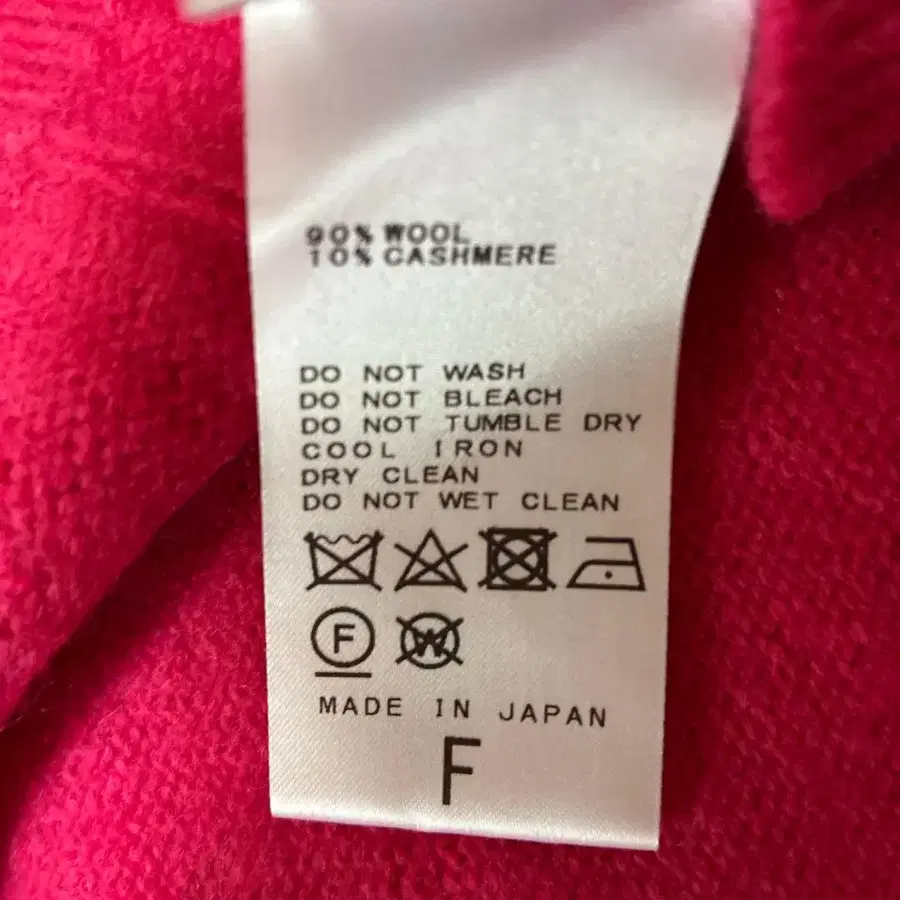 90% WOOL
10% CASHMERE
DO NOT WASH
DO NOT BLEACH
DO NOT TUMBLE DRY
COOL IRON
DRY CLEAN
DO NOT WET CLEAN
F W
MADE IN JAPAN
F